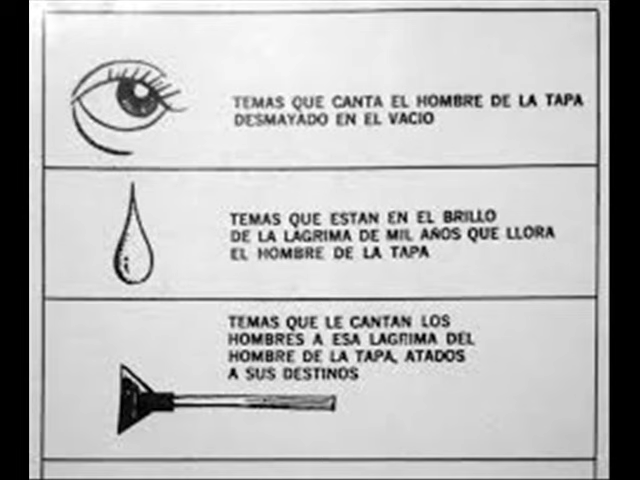 TEMAS QUE CANTA EL HOMBRE DE LA TAPA
DESMAYADO EN EL VACIO
TEMAS QUE ESTAN EN EL BRILLO
DE LA LAGRIMA DE MIL AÑOS QUE LLORA
EL HOMBRE DE LA TAPA
TEMAS QUE LE CANTAN LOS
HOMBRES A ESA LAGRIMA DEL
HOMBRE DE LA TAPA, ATADOS
A SUS DESTINOS